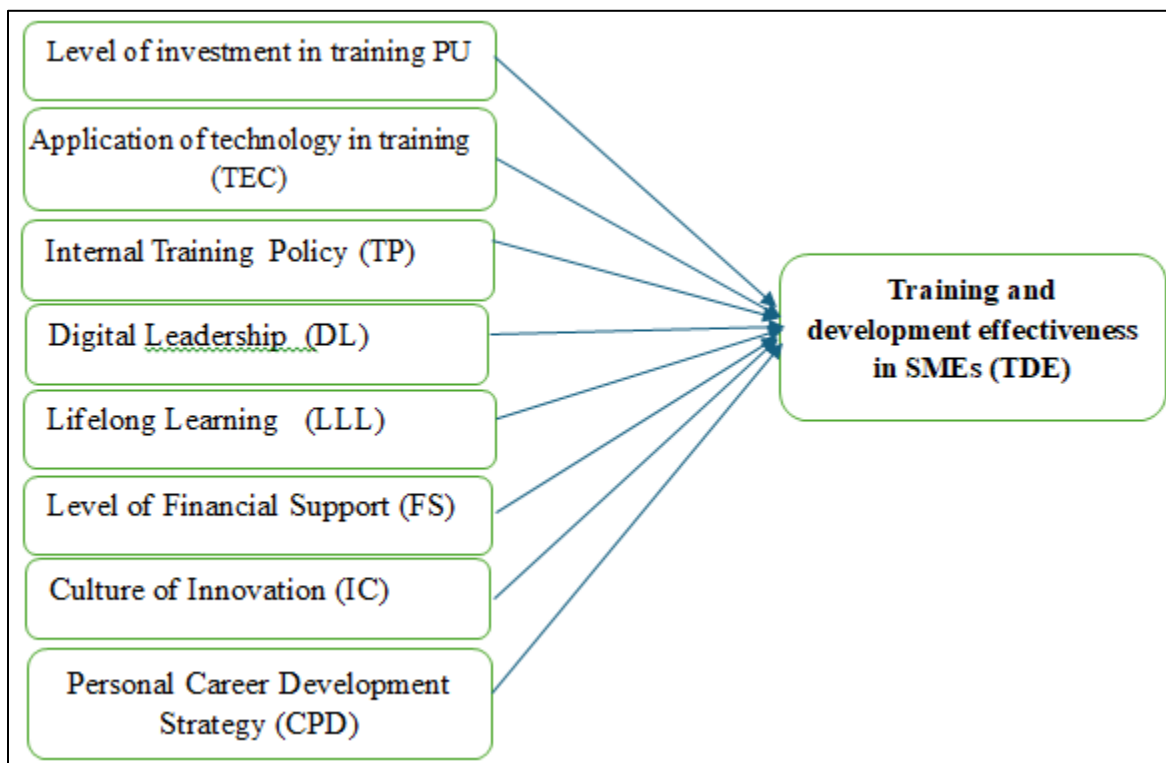 Level of investment in training PU
Application of technology in training
(TEC)
Internal Training Policy (TP)
Digital Leadership (DL)
Lifelong Learning (LLL)
Level of Financial Support (FS)
Culture of Innovation (IC)
Personal Career Development
Strategy (CPD)
Training and
development effectiveness
in SMEs (TDE)